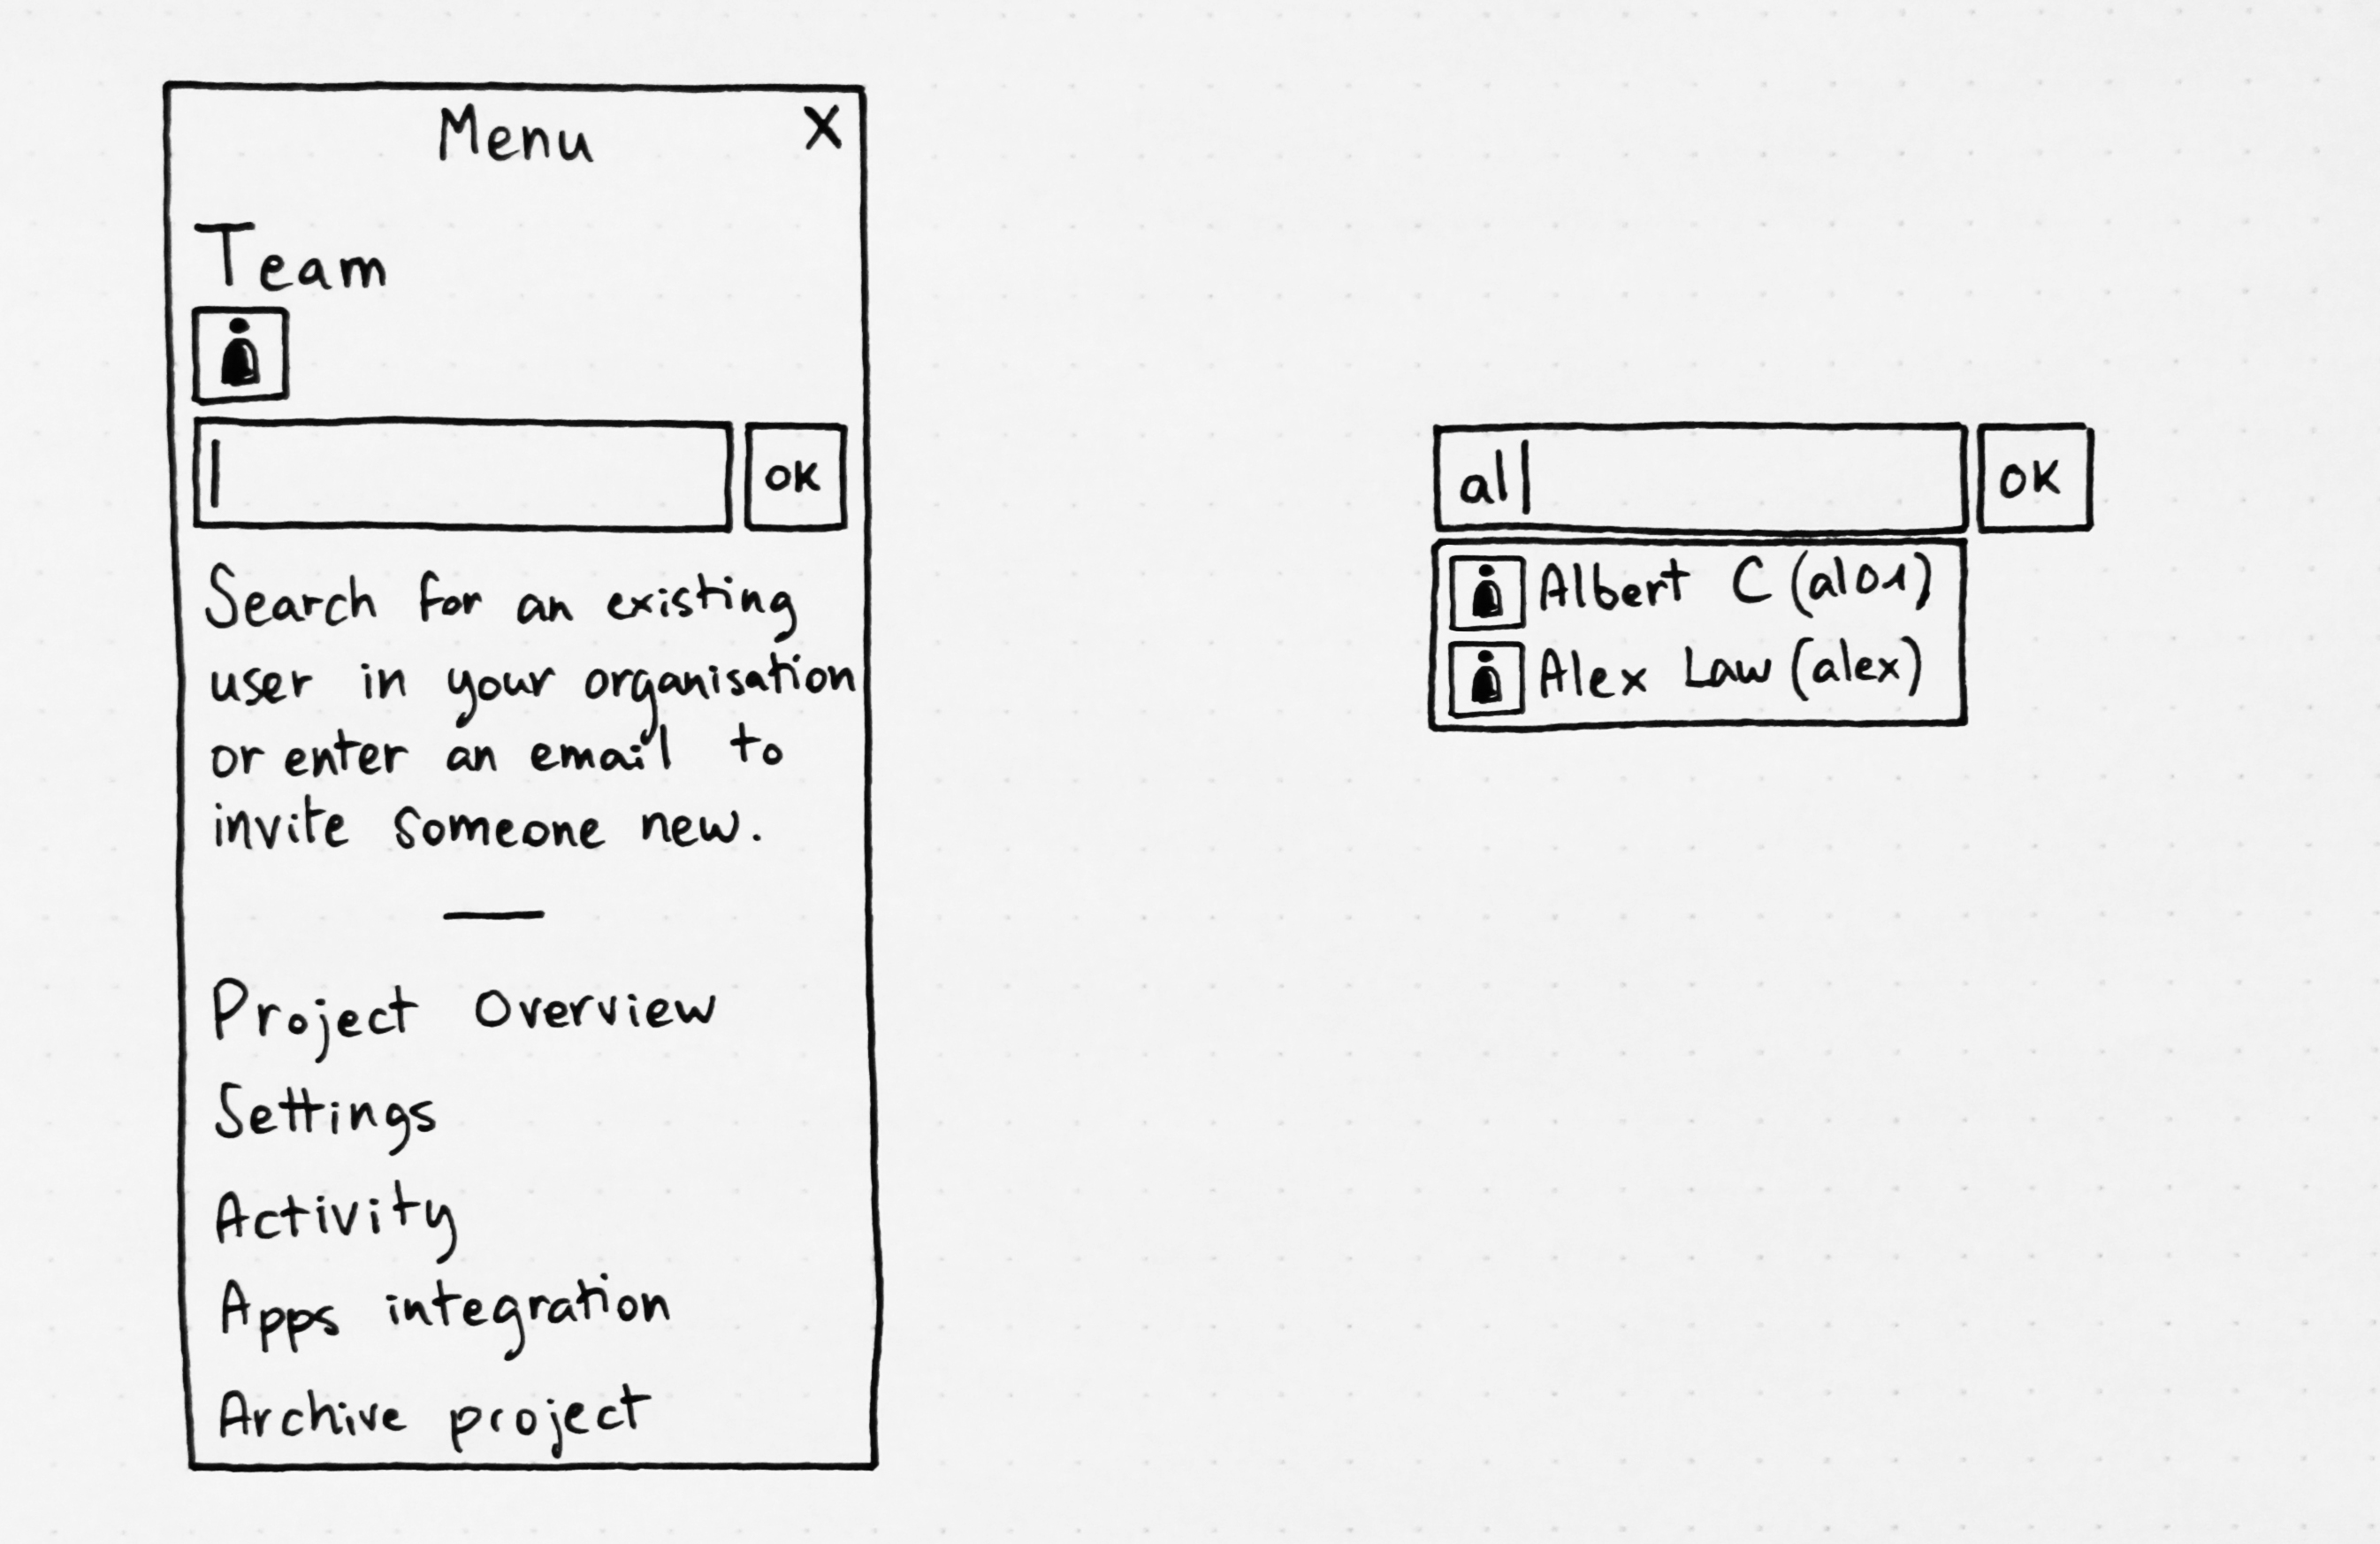 Menu X
Team
OK
Search for an existing
user in your organisation
or enter an email to
invite someone new.
Project Overview
Settings
Activity
Apps integration
Archive project
al
OK
Albert C (al01)
Alex Law (alex)